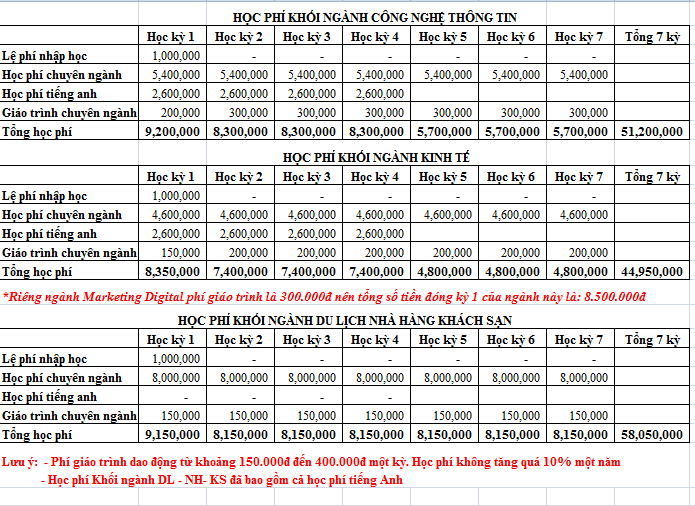 HỌC PHÍ KHỐI NGÀNH CÔNG NGHỆ THÔNG TIN
Học kỳ 1 Học kỳ 2 Học kỳ 3 Học kỳ 4 Học kỳ 5 Học kỳ 6 Học kỳ 7 Tổng 7 kỳ
Lệ phí nhập học 1,000,000 - - - - - -
Học phí chuyên ngành 5,400,000 5,400,000 5,400,000 5,400,000 5,400,000 5,400,000 5,400,000
Học phí tiếng anh 2,600,000 2,600,000 2,600,000 2,600,000
Giáo trình chuyên ngành 200,000 300,000 300,000 300,000 300,000 300,000 300,000
Tổng học phí 9,200,000 8,300,000 8,300,000 8,300,000 5,700,000 5,700,000 5,700,000 51,200,000
HỌC PHÍ KHỐI NGÀNH KINH TẾ
Học kỳ 1 Học kỳ 2 Học kỳ 3 Học kỳ 4 Học kỳ 5 Học kỳ 6 Học kỳ 7 Tổng 7 kỳ
Lệ phí nhập học 1,000,000 - - - - - -
Học phí chuyên ngành 4,600,000 4,600,000 4,600,000 4,600,000 4,600,000 4,600,000 4,600,000
Học phí tiếng anh 2,600,000 2,600,000 2,600,000 2,600,000
Giáo trình chuyên ngành 150,000 200,000 200,000 200,000 200,000 200,000 200,000
Tổng học phí 8,350,000 7,400,000 7,400,000 7,400,000 4,800,000 4,800,000 4,800,000 44,950,000
*Riêng ngành Marketing Digital phí giáo trình là 300.000đ nên tổng số tiền đóng kỳ 1 của ngành này là: 8.500.000đ
HỌC PHÍ KHỐI NGÀNH DU LỊCH NHÀ HÀNG KHÁCH SẠN
Học kỳ 1 Học kỳ 2 Học kỳ 3 Học kỳ 4 Học kỳ 5 Học kỳ 6 Học kỳ 7 Tổng 7 kỳ
Lệ phí nhập học 1,000,000 - - - - - -
Học phí chuyên ngành 8,000,000 8,000,000 8,000,000 8,000,000 8,000,000 8,000,000 8,000,000
Học phí tiếng anh - - - -
Giáo trình chuyên ngành 150,000 150,000 150,000 150,000 150,000 150,000 150,000
Tổng học phí 9,150,000 8,150,000 8,150,000 8,150,000 8,150,000 8,150,000 8,150,000 58,050,000
Lưu ý: - Phí giáo trình dao động từ khoảng 150.000đ đến 400.000đ một kỳ. Học phí không tăng quá 10% một năm
- Học phí Khối ngành DL - NH- KS đã bao gồm cả học phí tiếng Anh